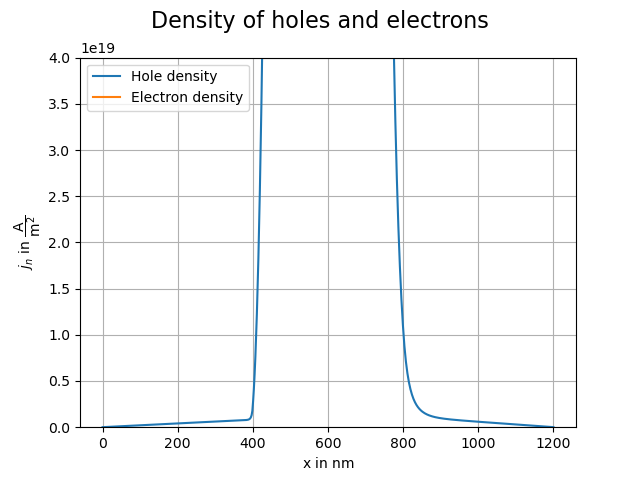 Density of holes and electrons
1e19
4.0
3.5
3.0
2.5
2.0
1.5
1.0
0.5
0.0
Hole density
Electron density
j_n in A/m^2
0 200 400 600 800 1000 1200
x in nm